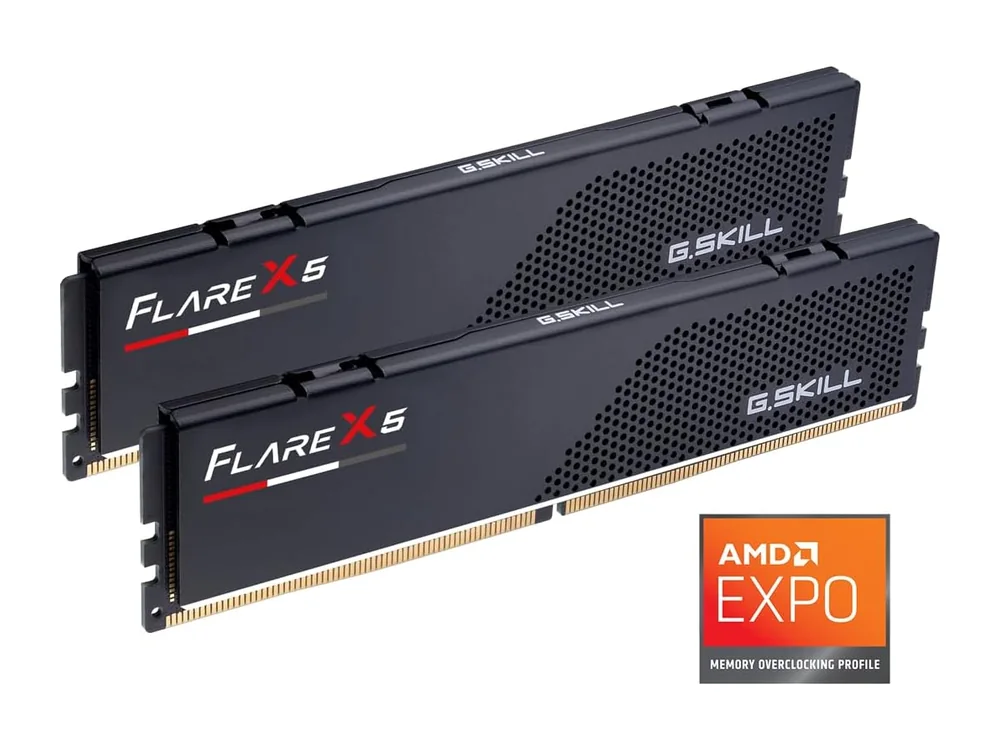 G.SKILL
FLARE X5
G.SKILL
G.SKILL
FLARE X5
G.SKILL
AMD
EXPO
MEMORY OVERCLOCKING PROFILE